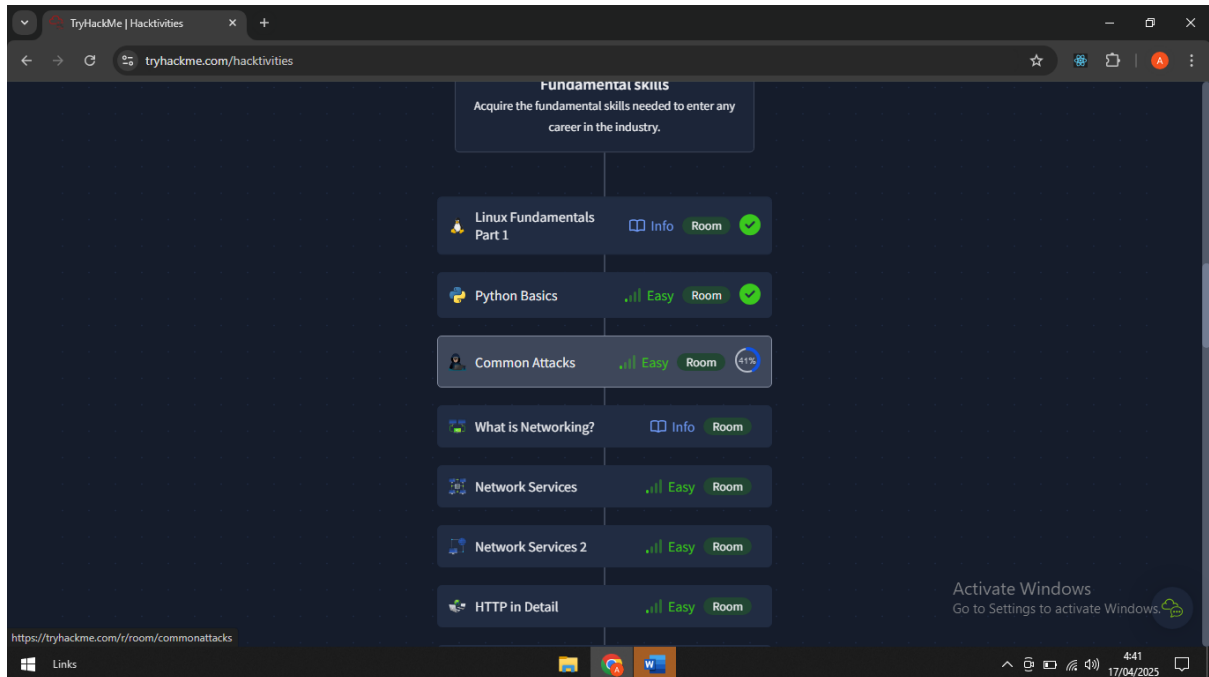 TryHackMe | Hacktivities
tryhackme.com/hacktivities
A
Fundamental skills
Acquire the fundamental skills needed to enter any
career in the industry.
Linux Fundamentals
Part 1
Info Room
Python Basics Easy Room
Common Attacks Easy Room 41%
What is Networking? Info Room
Network Services Easy Room
Network Services 2 Easy Room
HTTP in Detail Easy Room
Activate Windows
Go to Settings to activate Windows.
https://tryhackme.com/r/room/commonattacks
Links
W
4:41
17/04/2025